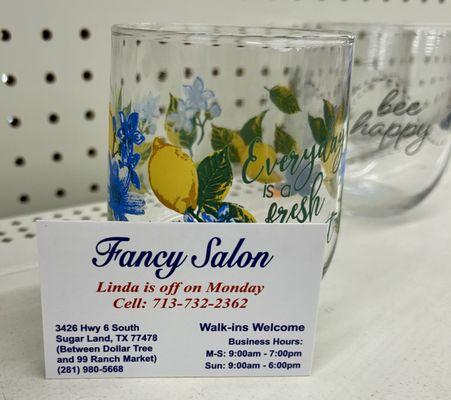 bee
happy
Everyday
IS a
fresh
Fancy Salon
Linda is off on Monday
Cell: 713-732-2362
3426 Hwy 6 South
Sugar Land, TX 77478
(Between Dollar Tree
and 99 Ranch Market)
(281) 980-5668
Walk-ins Welcome
Business Hours:
M-S: 9:00am - 7:00pm
Sun: 9:00am - 6:00pm